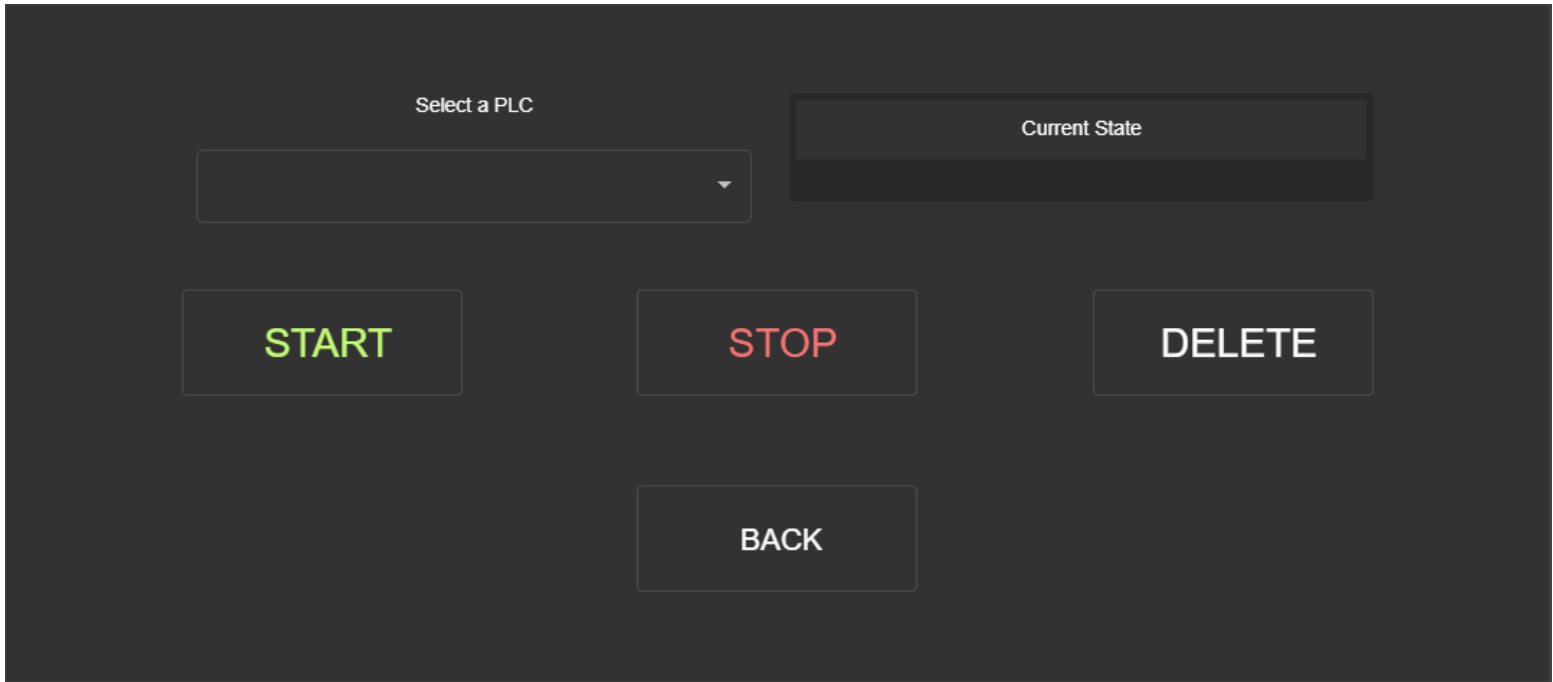 Select a PLC
Current State
START
STOP
DELETE
BACK